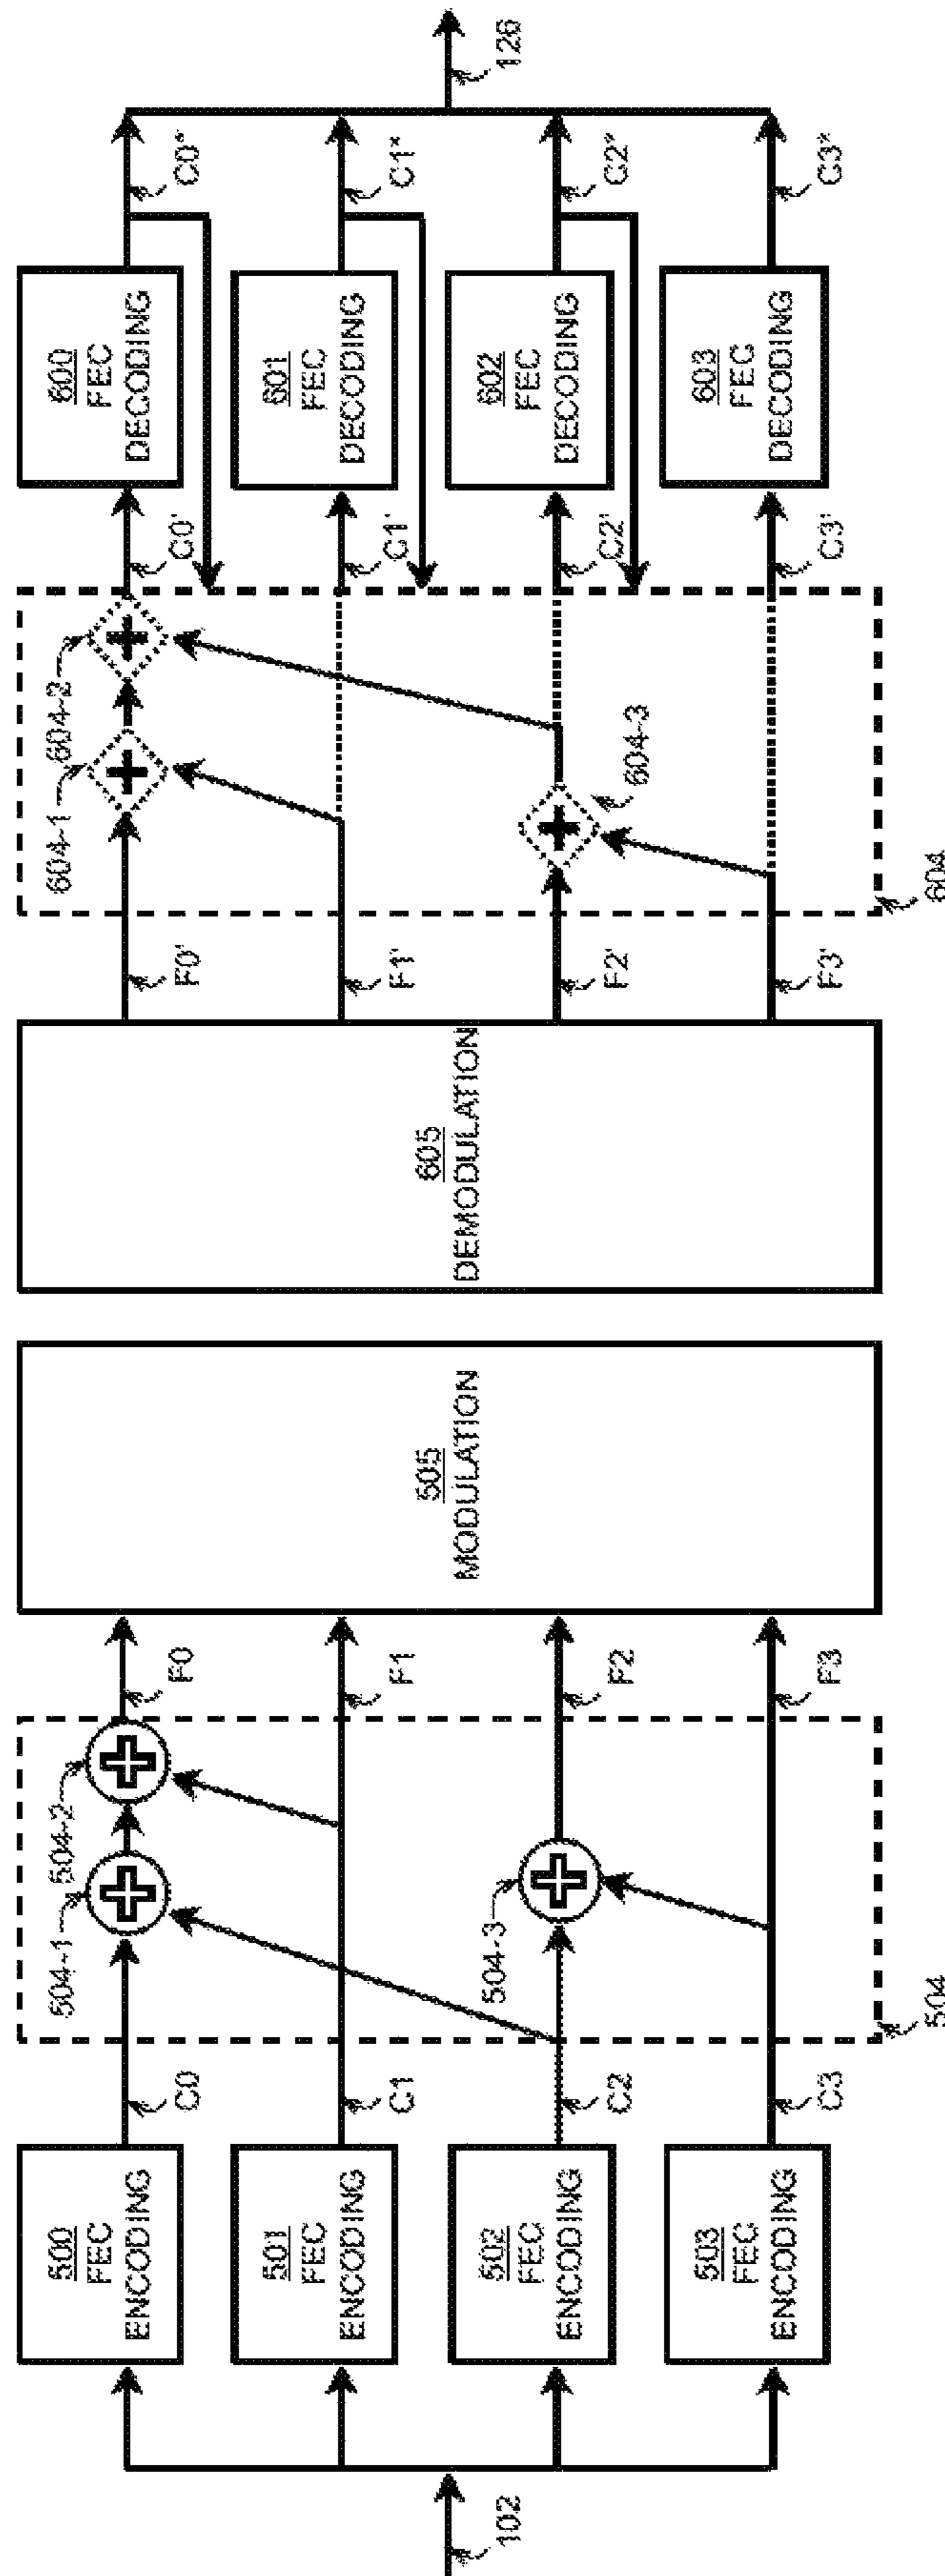 102
500
FEC
ENCODING
501
FEC
ENCODING
502
FEC
ENCODING
503
FEC
ENCODING
C0
C1
C2
C3
504-1
504-2
504-3
504
F0
F1
F2
F3
505
MODULATION
605
DEMODULATION
F0'
F1'
F2'
F3'
604-1
604-2
604-3
604
C0'
C1'
C2'
C3'
600
FEC
DECODING
601
FEC
DECODING
602
FEC
DECODING
603
FEC
DECODING
C0*
C1*
C2*
C3*
126